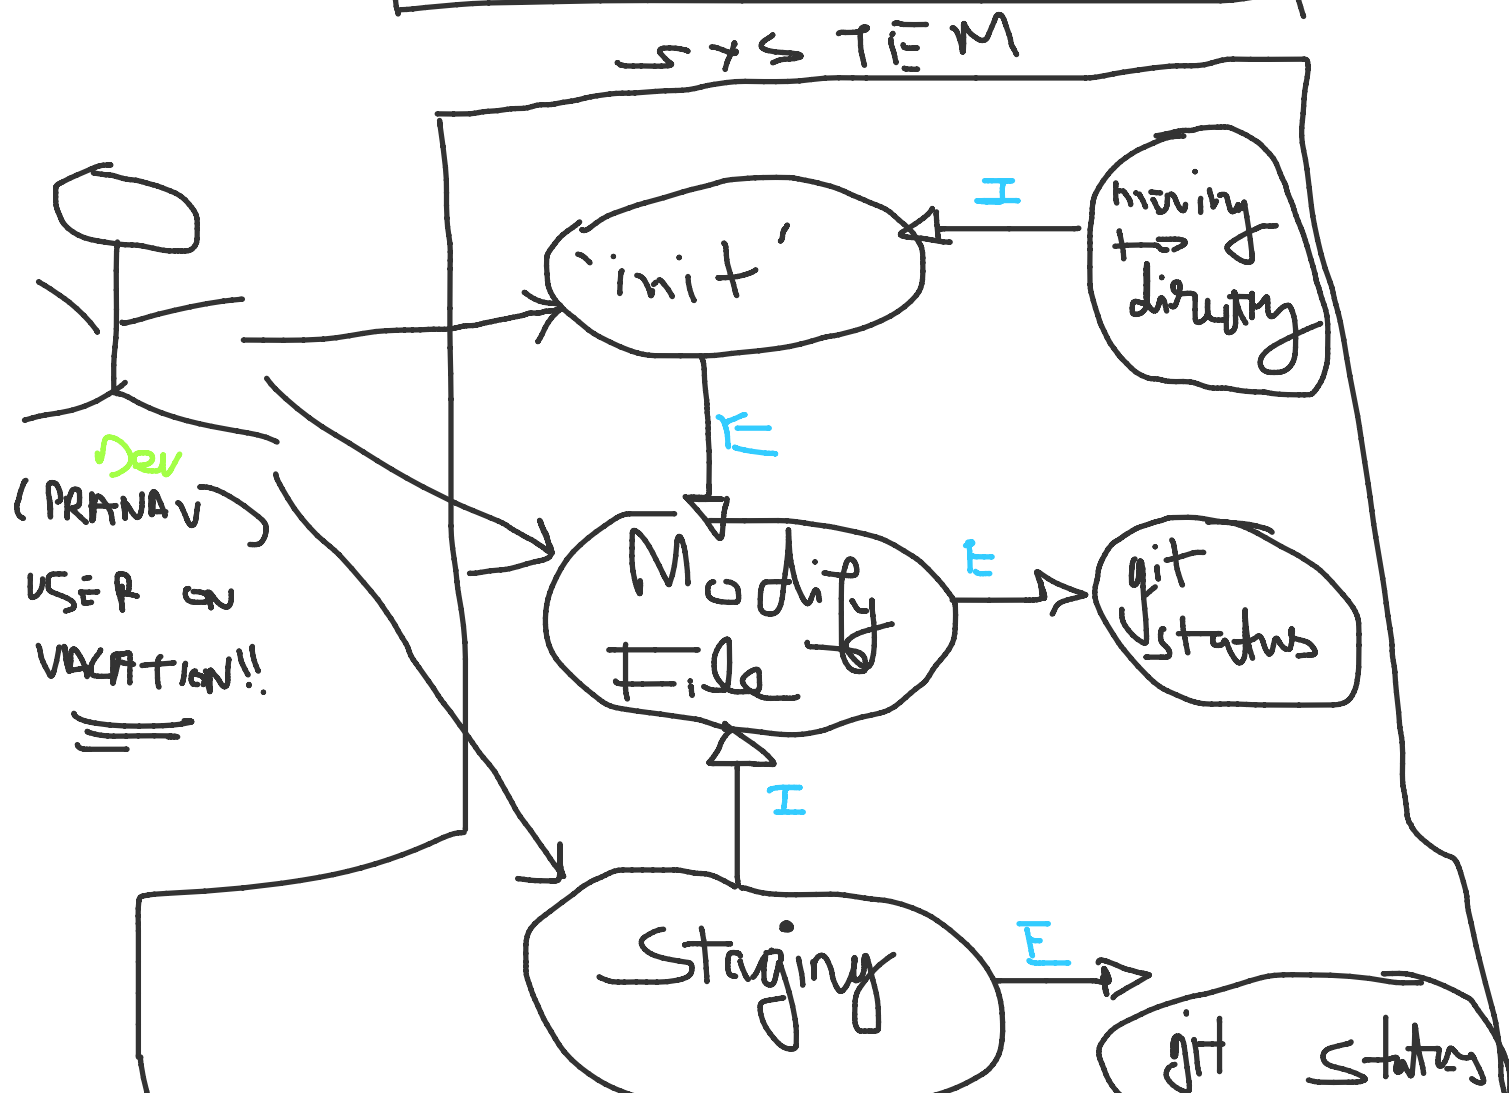 SYSTEM
I
moving
to
directory
`init'
E
Dev
(PRANAV)
USER ON
VACATION!!
Modify
File
E
git
status
I
Staging
E
git status